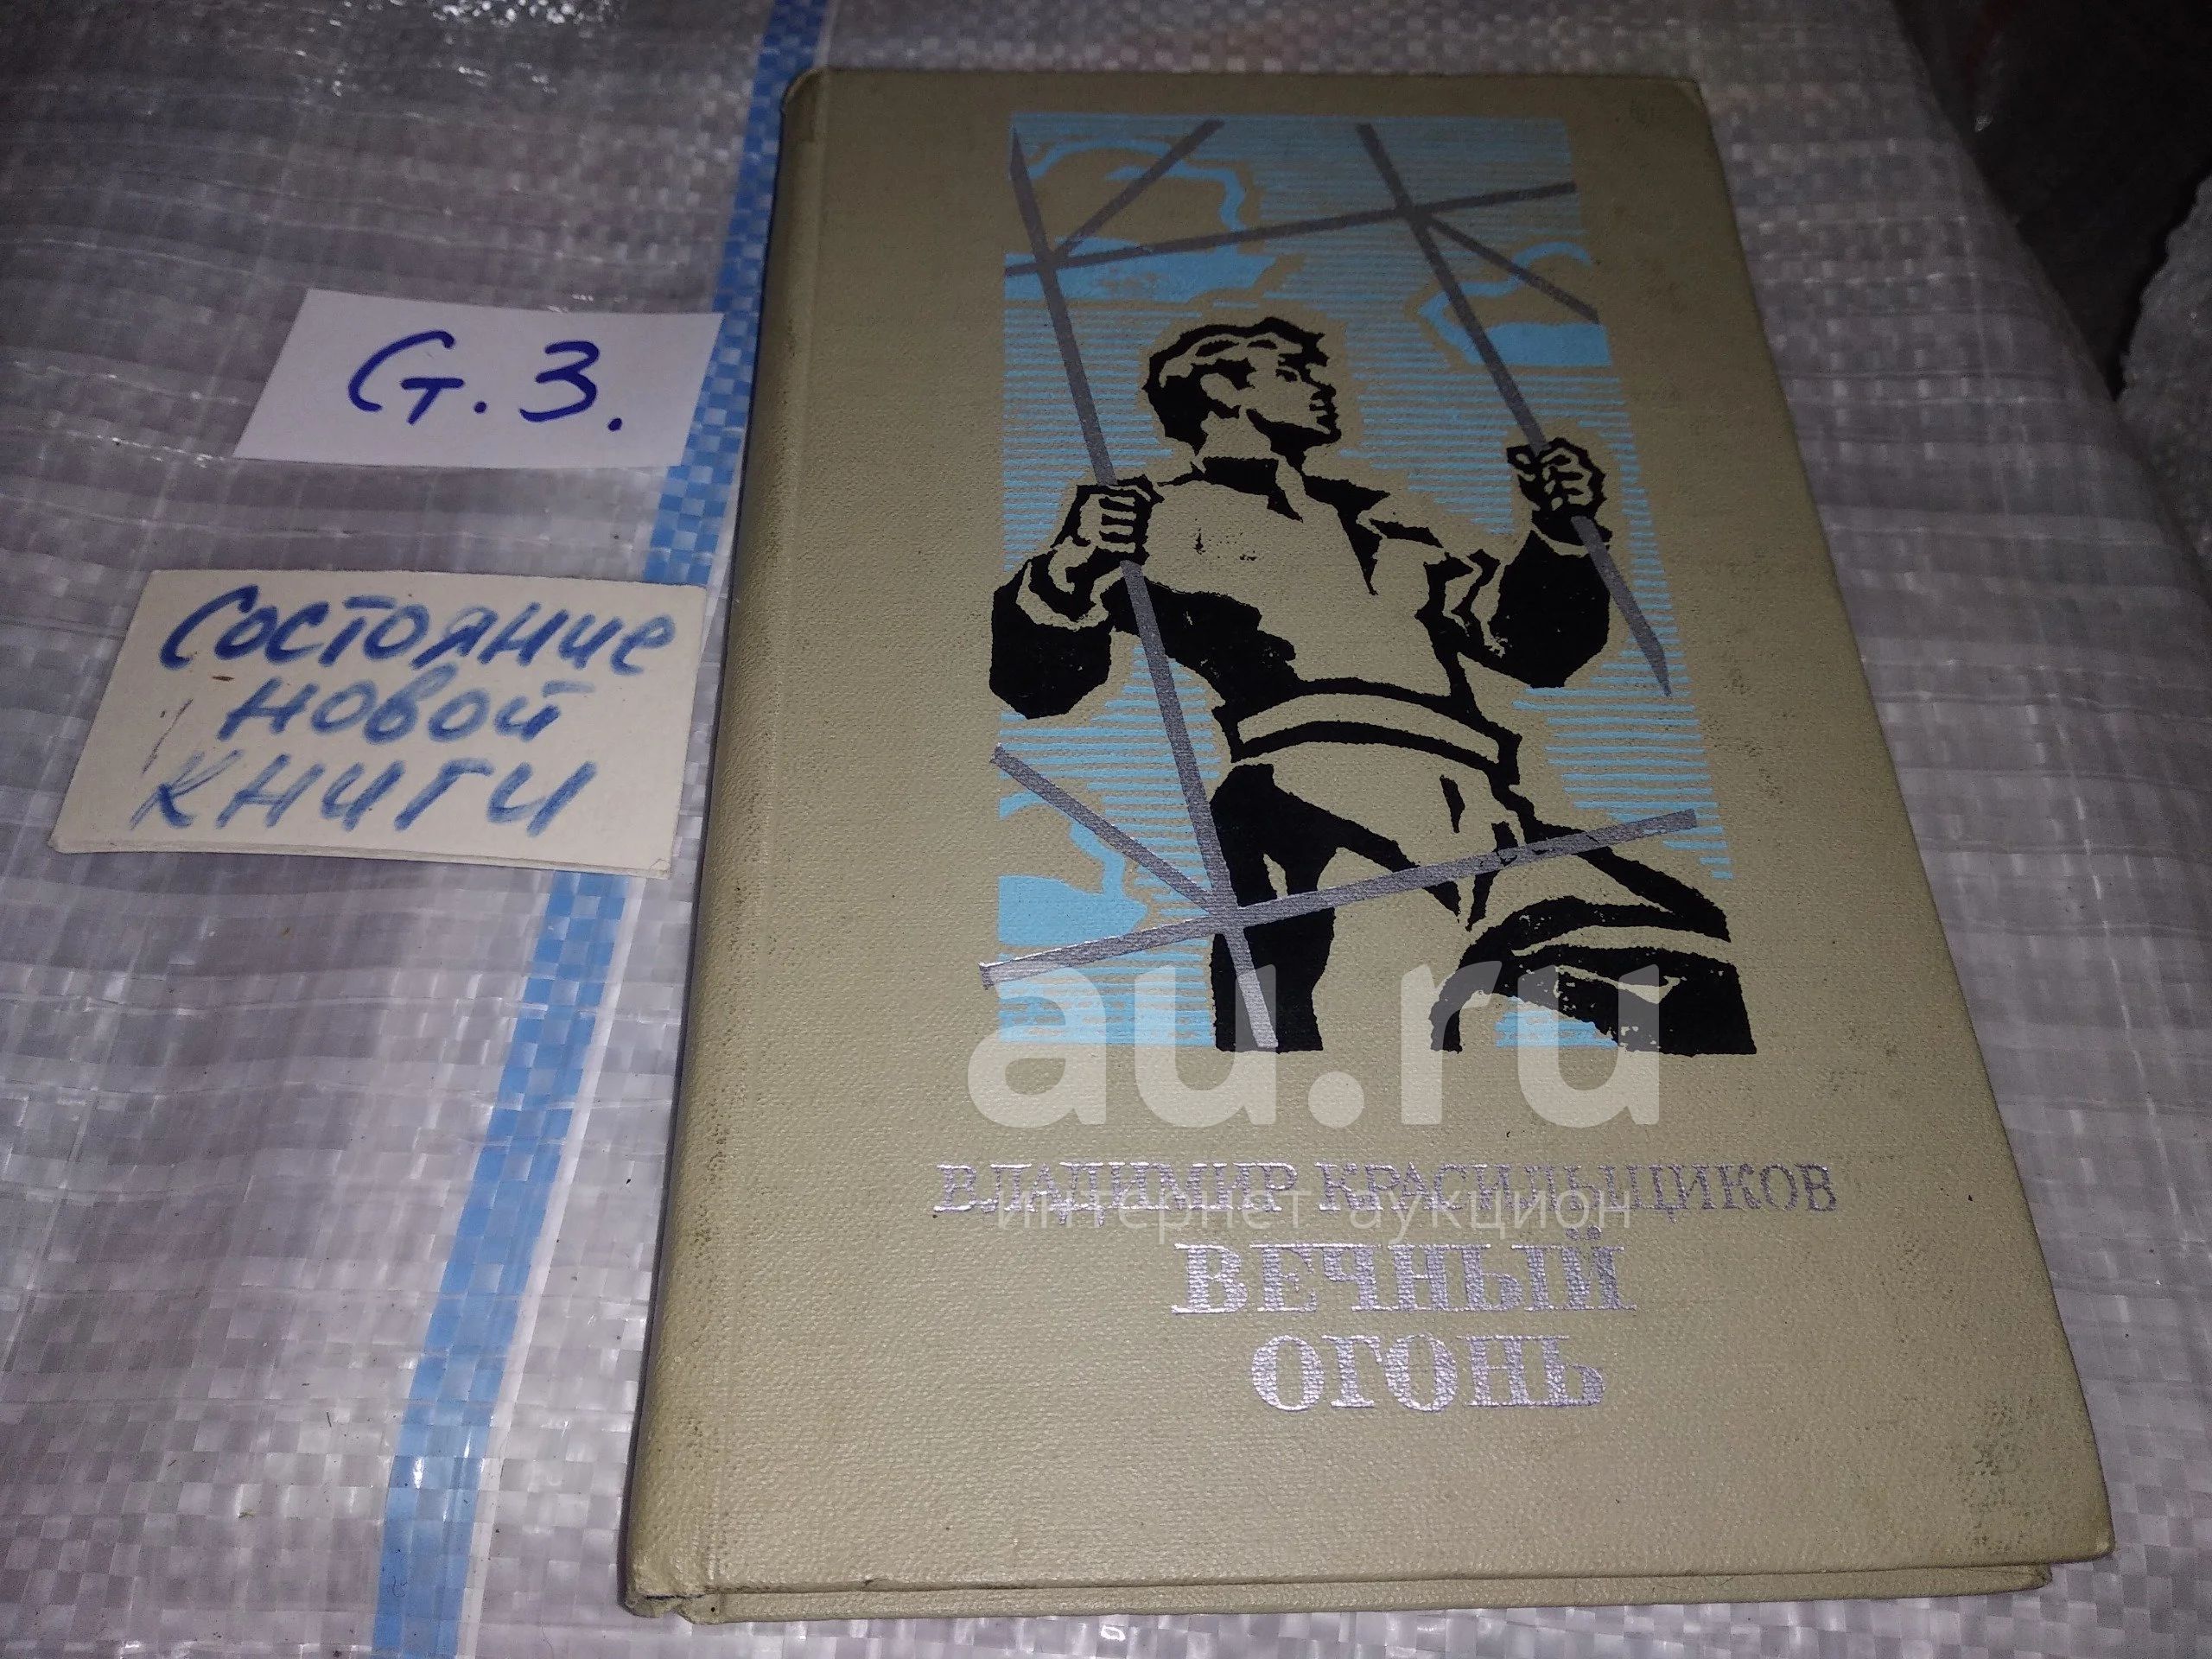 G.3.
Состояние
новой
книги
au.ru
интернет аукцион
ВЛАДИМИР КРАСИЛЬЩИКОВ
ВЕЧНЫЙ
ОГОНЬ